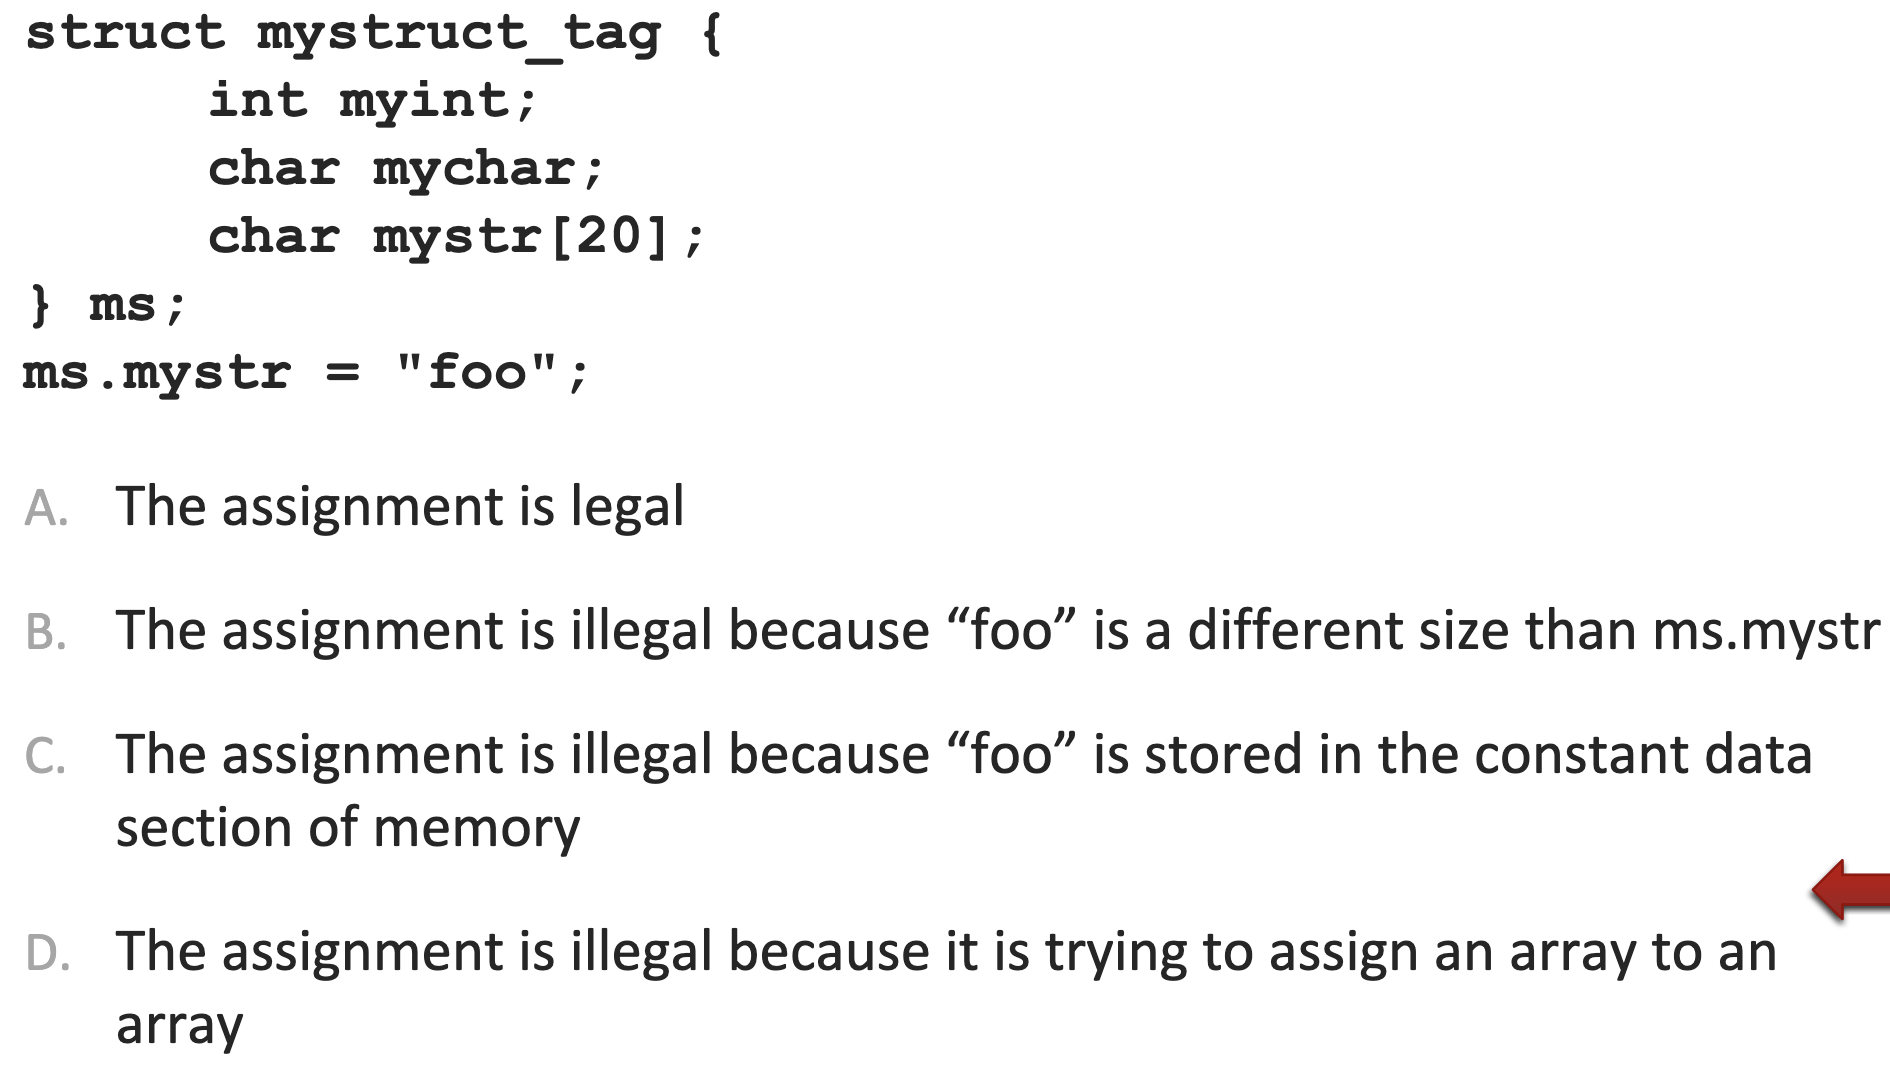 struct mystruct_tag {
int myint;
char mychar;
char mystr[20];
} ms;
ms.mystr = "foo";
A. The assignment is legal
B. The assignment is illegal because “foo” is a different size than ms.mystr
C. The assignment is illegal because “foo” is stored in the constant data
section of memory
D. The assignment is illegal because it is trying to assign an array to an
array